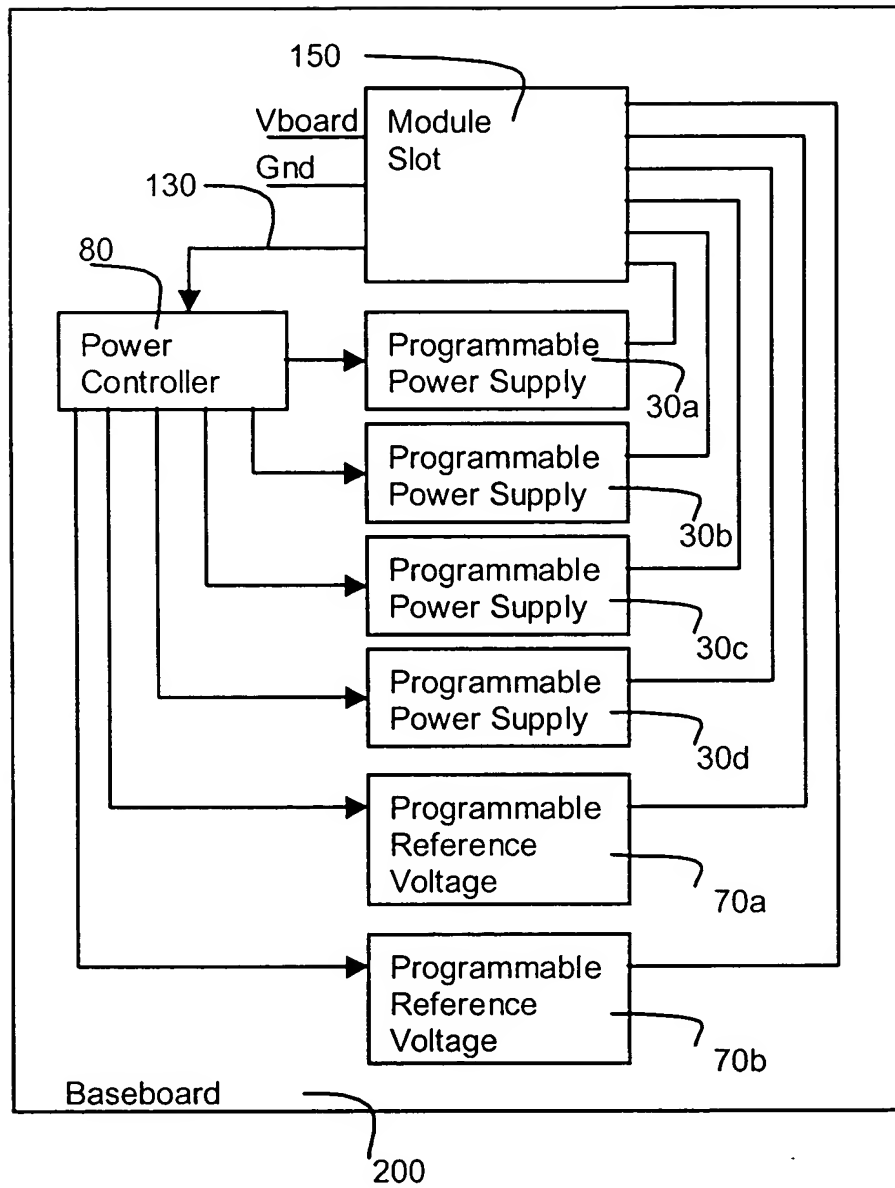 150
Vboard
Module
Slot
Gnd
130
80
Power
Controller
Programmable
Power Supply
30a
Programmable
Power Supply
30b
Programmable
Power Supply
30c
Programmable
Power Supply
30d
Programmable
Reference
Voltage
70a
Programmable
Reference
Voltage
70b
Baseboard
200